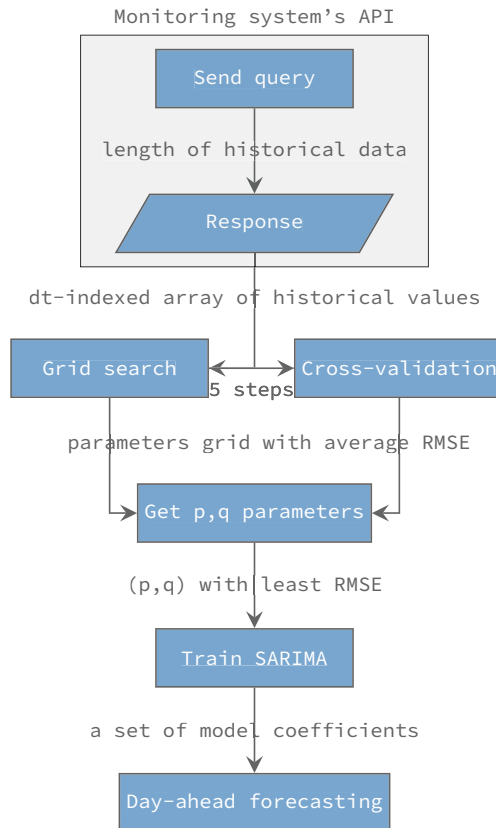 Monitoring system's API
Send query
length of historical data
Response
dt-indexed array of historical values
Grid search
5 steps
Cross-validation
parameters grid with average RMSE
Get p,q parameters
(p,q) with least RMSE
Train SARIMA
a set of model coefficients
Day-ahead forecasting